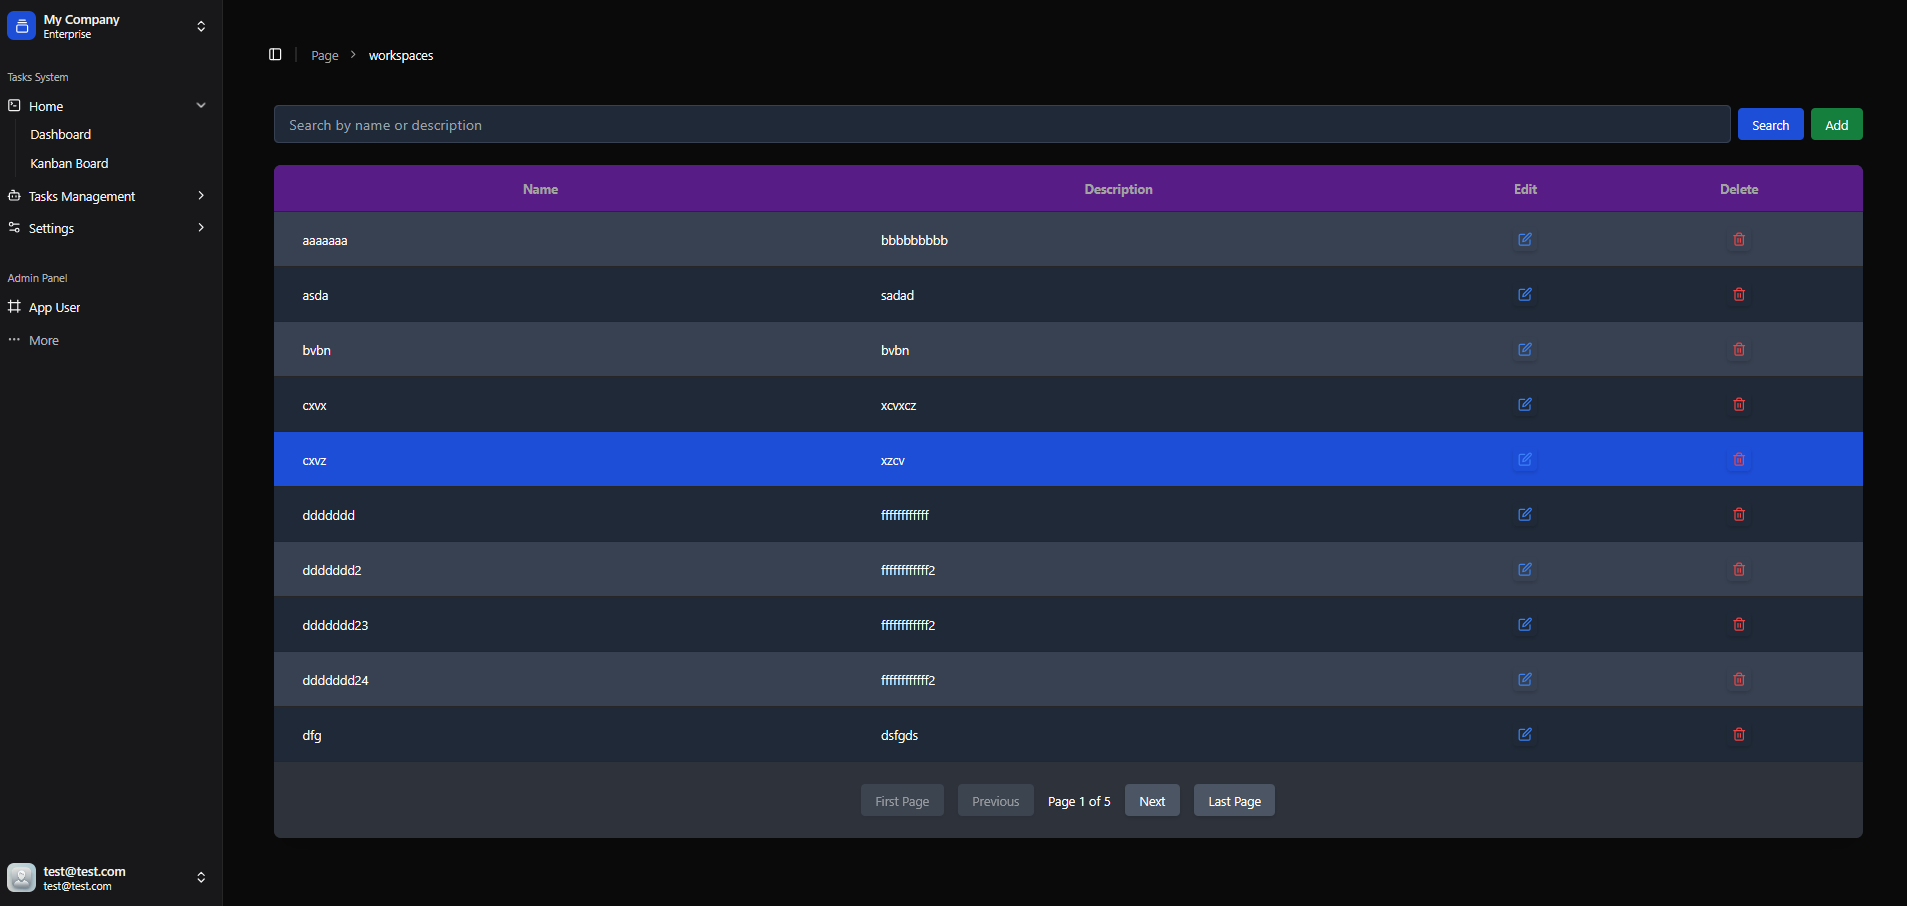 My Company
Enterprise
Tasks System
Home
Dashboard
Kanban Board
Tasks Management
Settings
Admin Panel
App User
More
test@test.com
test@test.com
Page > workspaces
Search by name or description Search Add
Name Description Edit Delete
aaaaaaa bbbbbbbbb
asda sadad
bvbn bvbn
cxvx xcvxcz
cxvz xzcv
ddddddd ffffffffffff
ddddddd2 ffffffffffff2
ddddddd23 ffffffffffff2
ddddddd24 ffffffffffff2
dfg dsfgds
First Page Previous Page 1 of 5 Next Last Page